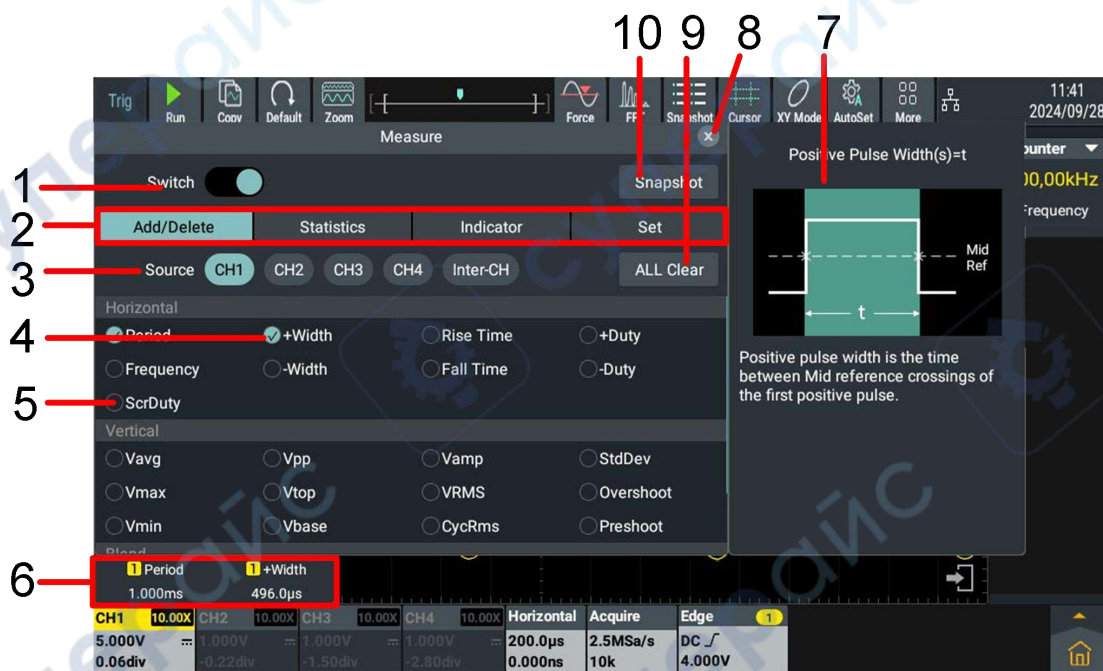 10 9 8 7
Trig Run Copy Default Zoom Force FFT Snapshot Cursor XY Mode AutoSet More 11:41
2024/09/28
Measure
Positive Pulse Width(s)=t
1 Switch Snapshot
00,00kHz
Frequency
2 Add/Delete Statistics Indicator Set
3 Source CH1 CH2 CH3 CH4 Inter-CH ALL Clear
Mid
Ref
t
Horizontal
4 Period +Width Rise Time +Duty
Frequency -Width Fall Time -Duty
5 ScrDuty
Positive pulse width is the time
between Mid reference crossings of
the first positive pulse.
Vertical
Vavg Vpp Vamp StdDev
Vmax Vtop VRMS Overshoot
Vmin Vbase CycRms Preshoot
6 1 Period 1 +Width
1.000ms 496.0μs
CH1 10.00X CH2 10.00X CH3 10.00X CH4 10.00X Horizontal Acquire Edge 1
5.000V 1.000V 1.000V 1.000V 200.0μs 2.5MSa/s DC
0.06div -0.22div -1.50div -2.80div 0.000ns 10k 4.000V